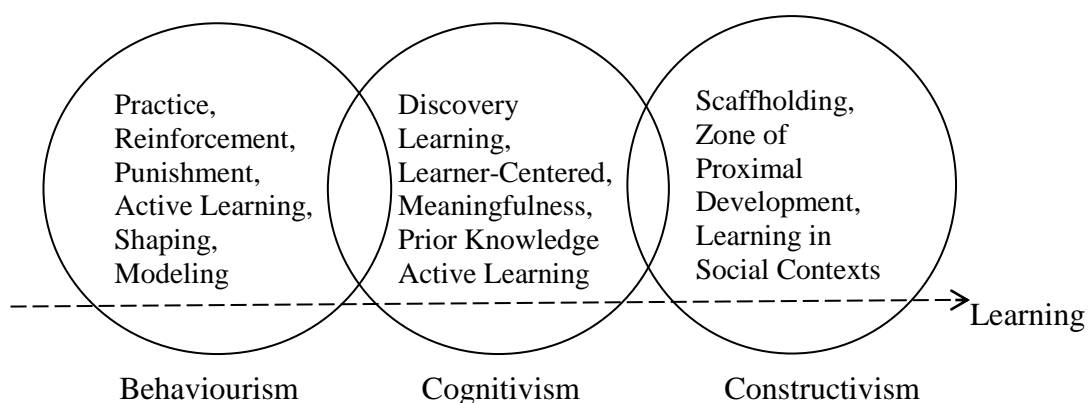 Practice,
Reinforcement,
Punishment,
Active Learning,
Shaping,
Modeling
Discovery
Learning,
Learner-Centered,
Meaningfulness,
Prior Knowledge
Active Learning
Scaffholding,
Zone of
Proximal
Development,
Learning in
Social Contexts
Learning
Behaviourism
Cognitivism
Constructivism